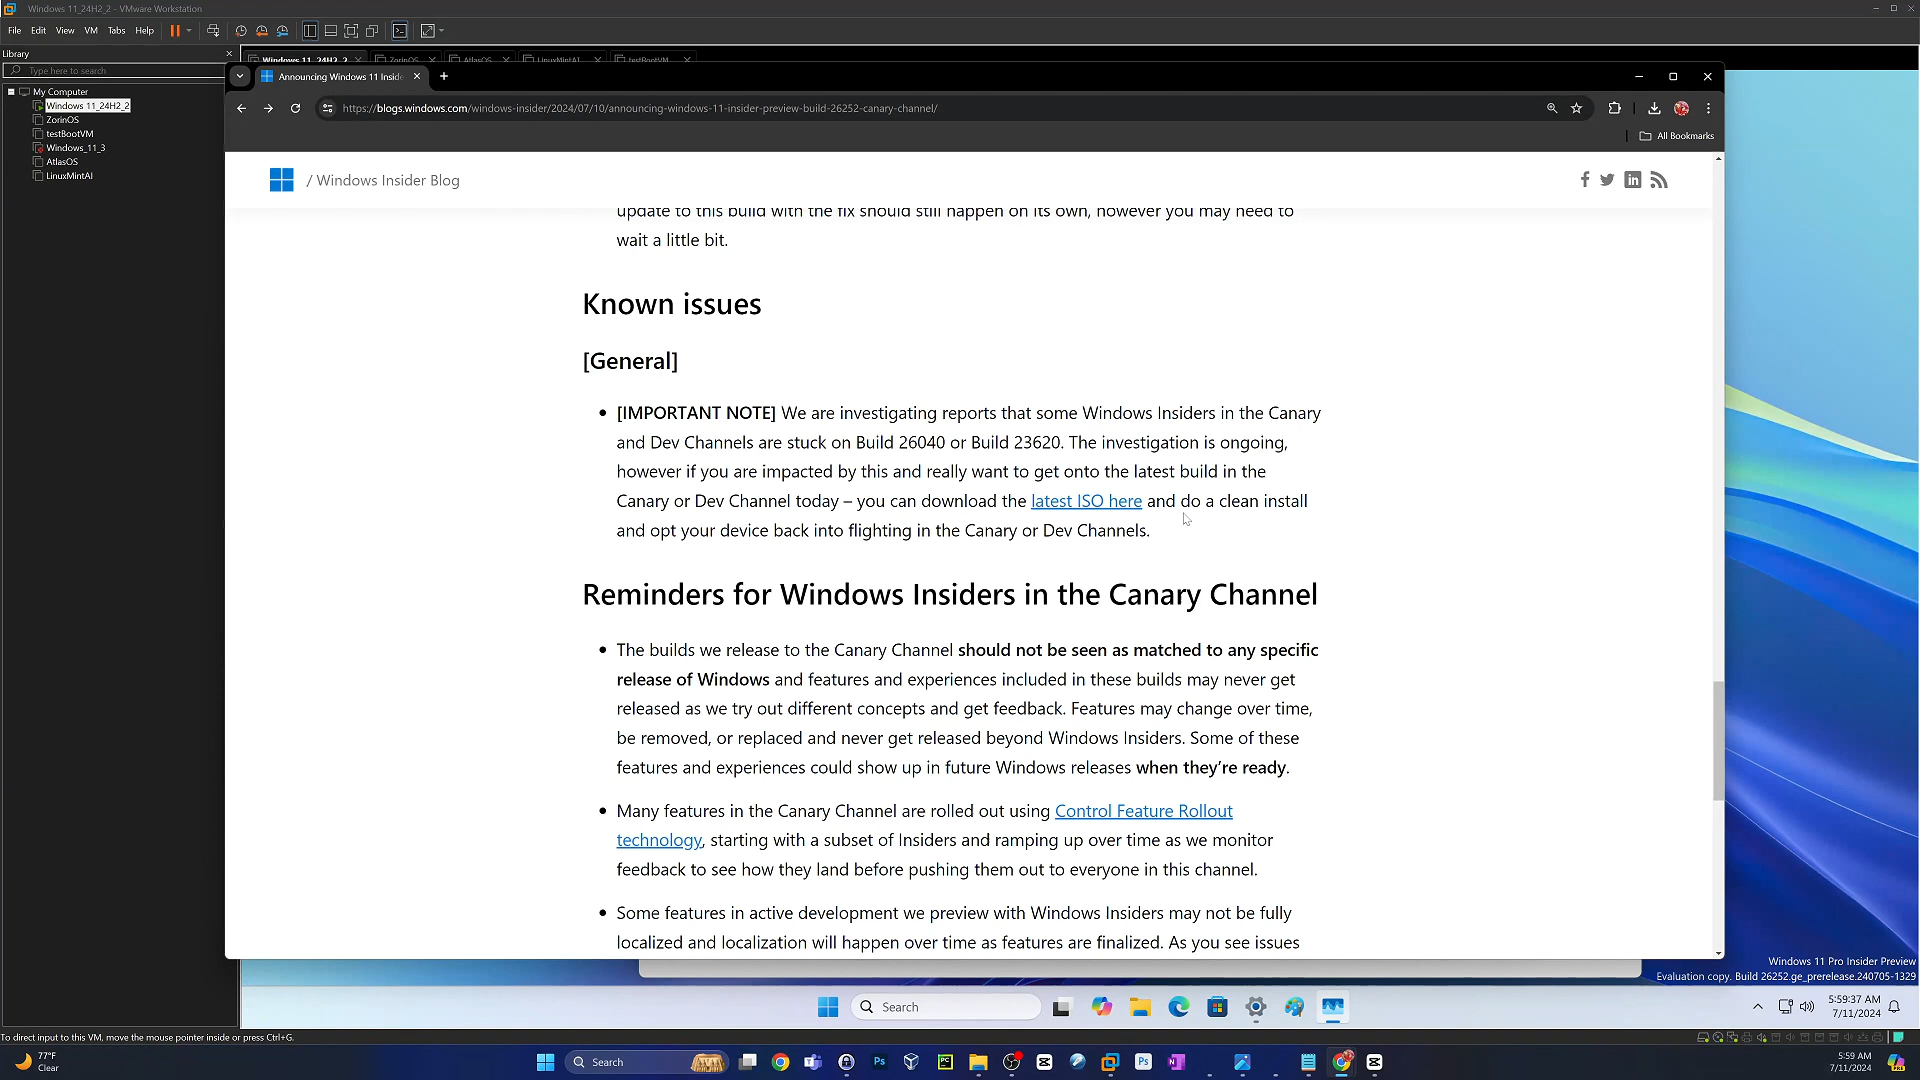 Windows 11_24H2_2 - VMware Workstation
File Edit View VM Tabs Help
Library
Type here to search
My Computer
Windows 11_24H2_2
ZorinOS
testBootVM
Windows_11_3
AtlasOS
LinuxMintAI
Windows 11_24H2_2 ZorinOS AtlasOS LinuxMintAI testBootVM
Announcing Windows 11 Inside
https://blogs.windows.com/windows-insider/2024/07/10/announcing-windows-11-insider-preview-build-26252-canary-channel/
All Bookmarks
/ Windows Insider Blog
update to this build with the fix should still happen on its own, however you may need to
wait a little bit.
Known issues
[General]
• [IMPORTANT NOTE] We are investigating reports that some Windows Insiders in the Canary
and Dev Channels are stuck on Build 26040 or Build 23620. The investigation is ongoing,
however if you are impacted by this and really want to get onto the latest build in the
Canary or Dev Channel today – you can download the latest ISO here and do a clean install
and opt your device back into flighting in the Canary or Dev Channels.
Reminders for Windows Insiders in the Canary Channel
• The builds we release to the Canary Channel should not be seen as matched to any specific
release of Windows and features and experiences included in these builds may never get
released as we try out different concepts and get feedback. Features may change over time,
be removed, or replaced and never get released beyond Windows Insiders. Some of these
features and experiences could show up in future Windows releases when they’re ready.
• Many features in the Canary Channel are rolled out using Control Feature Rollout
technology, starting with a subset of Insiders and ramping up over time as we monitor
feedback to see how they land before pushing them out to everyone in this channel.
• Some features in active development we preview with Windows Insiders may not be fully
localized and localization will happen over time as features are finalized. As you see issues
Windows 11 Pro Insider Preview
Evaluation copy. Build 26252.ge_prerelease.240705-1329
Search
5:59:37 AM
7/11/2024
To direct input to this VM, move the mouse pointer inside or press Ctrl+G.
77°F
Clear
Search
5:59 AM
7/11/2024